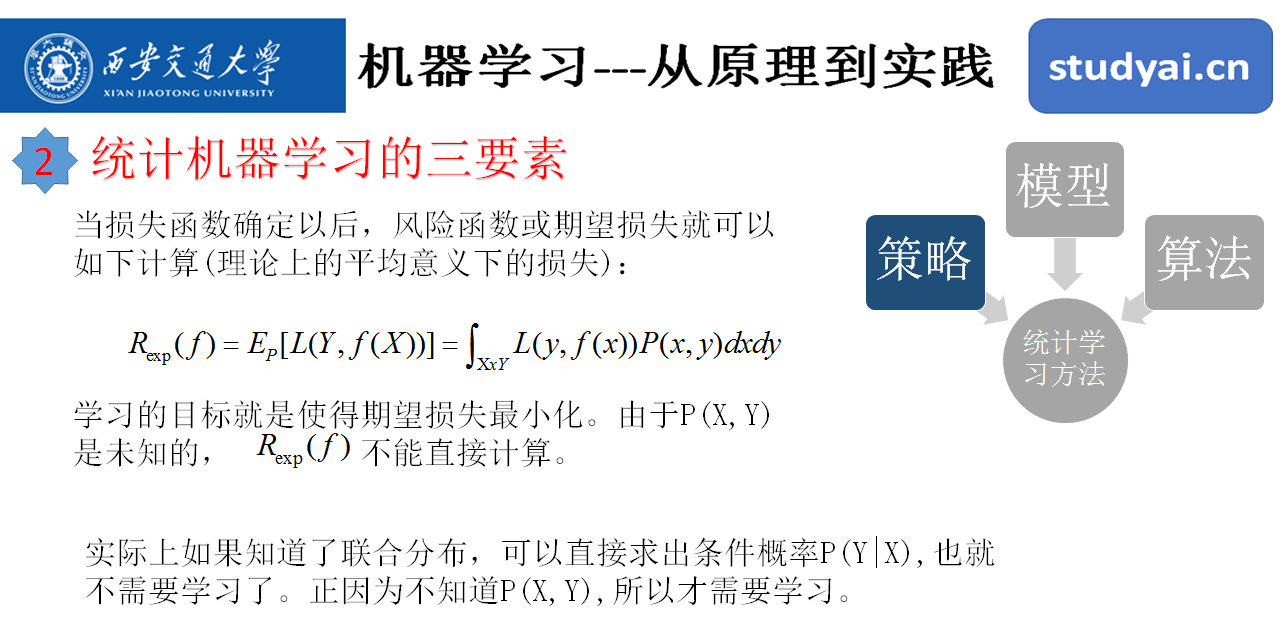 西安交通大学
XI'AN JIAOTONG UNIVERSITY
机器学习---从原理到实践
studyai.cn
2
统计机器学习的三要素
当损失函数确定以后，风险函数或期望损失就可以
如下计算(理论上的平均意义下的损失)：
R_exp(f) = E_P[L(Y, f(X))] = ∫_XxY L(y, f(x))P(x, y)dxdy
学习的目标就是使得期望损失最小化。由于P(X,Y)
是未知的， R_exp(f) 不能直接计算。
实际上如果知道了联合分布，可以直接求出条件概率P(Y|X),也就
不需要学习了。正因为不知道P(X,Y),所以才需要学习。
模型
策略
算法
统计学
习方法